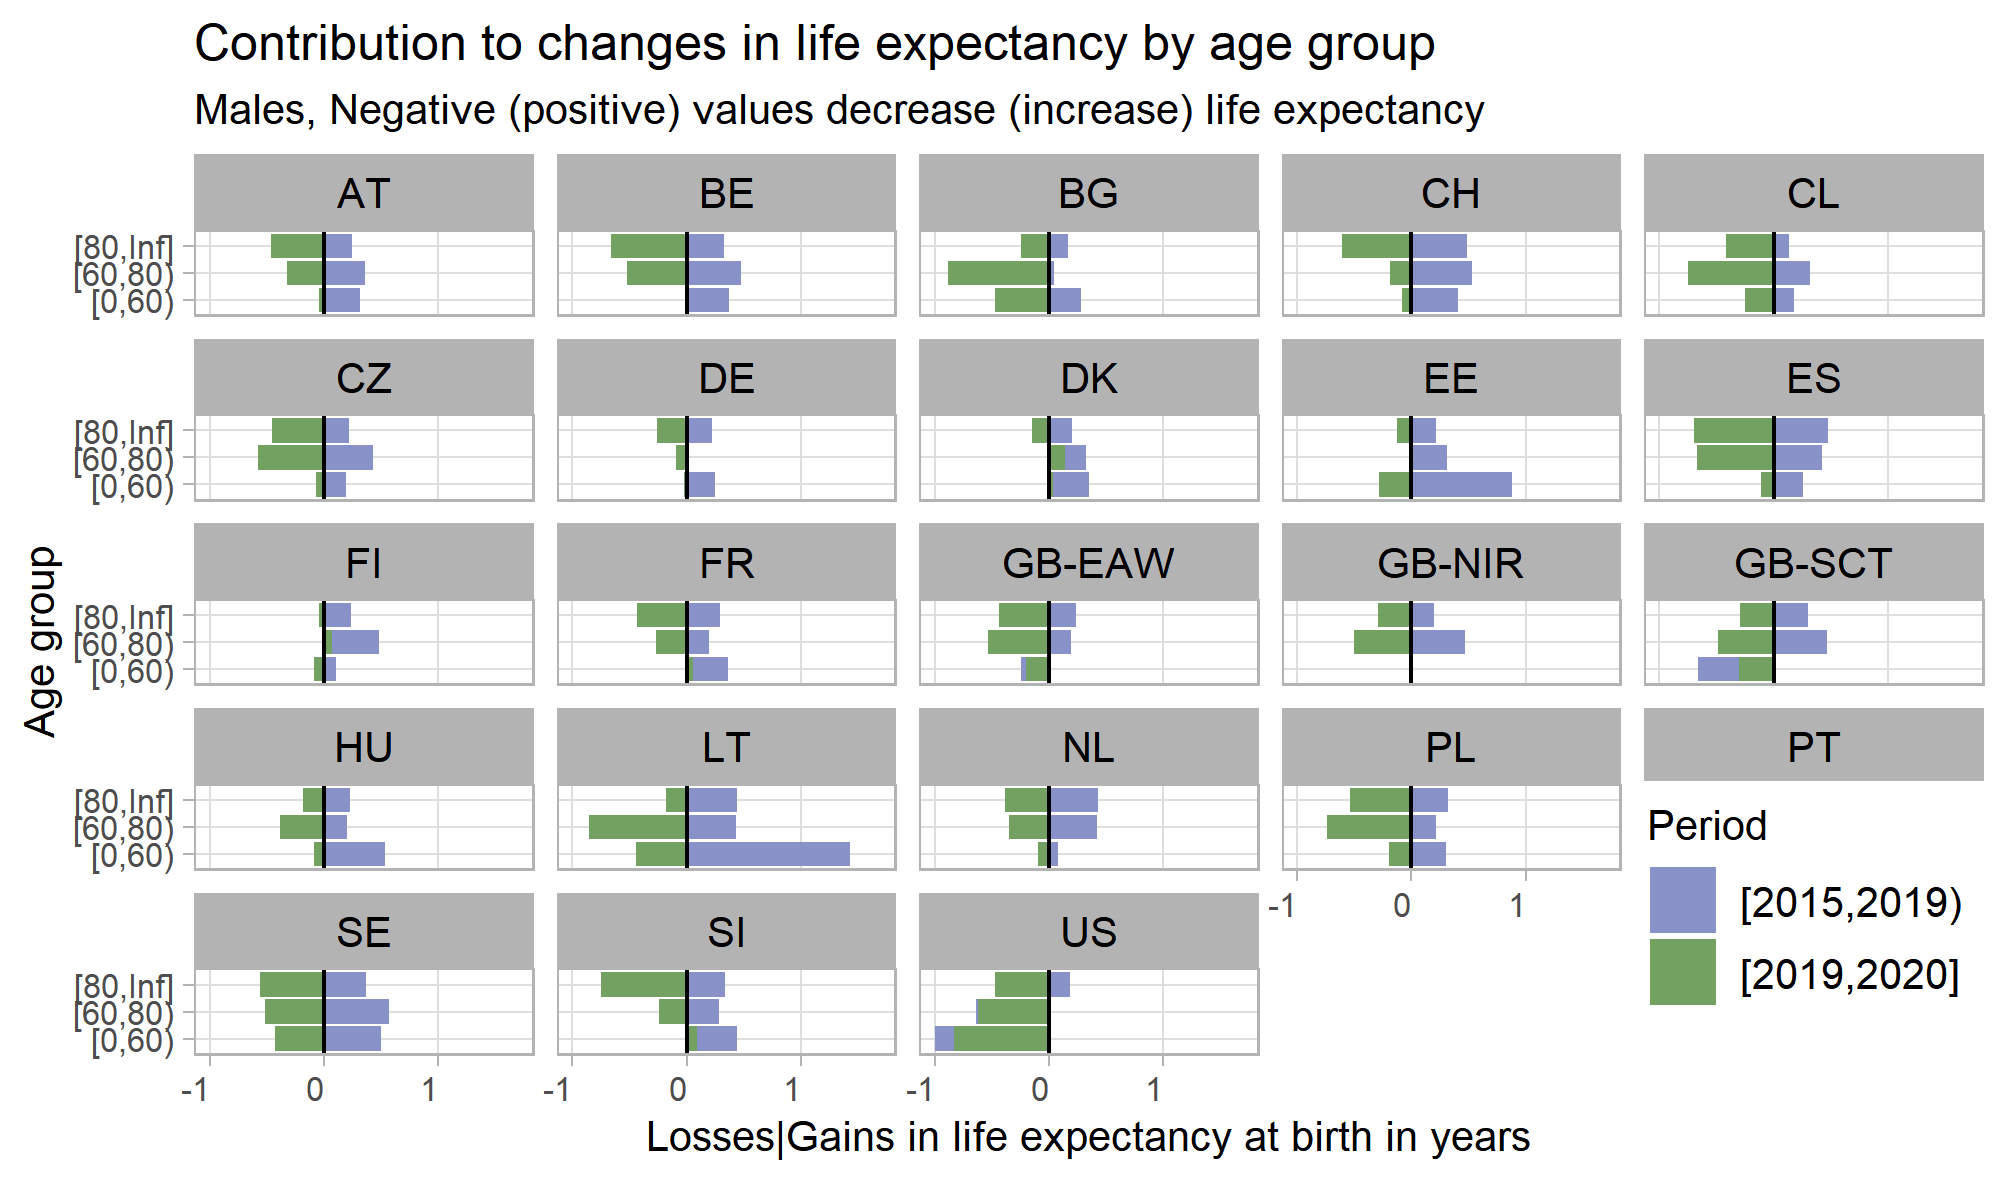 Contribution to changes in life expectancy by age group
Males, Negative (positive) values decrease (increase) life expectancy
AT BE BG CH CL
[80,Inf]
[60,80)
[0,60)
CZ DE DK EE ES
[80,Inf]
[60,80)
[0,60)
FI FR GB-EAW GB-NIR GB-SCT
[80,Inf]
[60,80)
[0,60)
Age group
HU LT NL PL PT
[80,Inf]
[60,80)
[0,60)
-1 0 1
Period
[2015,2019)
[2019,2020]
SE SI US
[80,Inf]
[60,80)
[0,60)
-1 0 1 -1 0 1 -1 0 1
Losses|Gains in life expectancy at birth in years